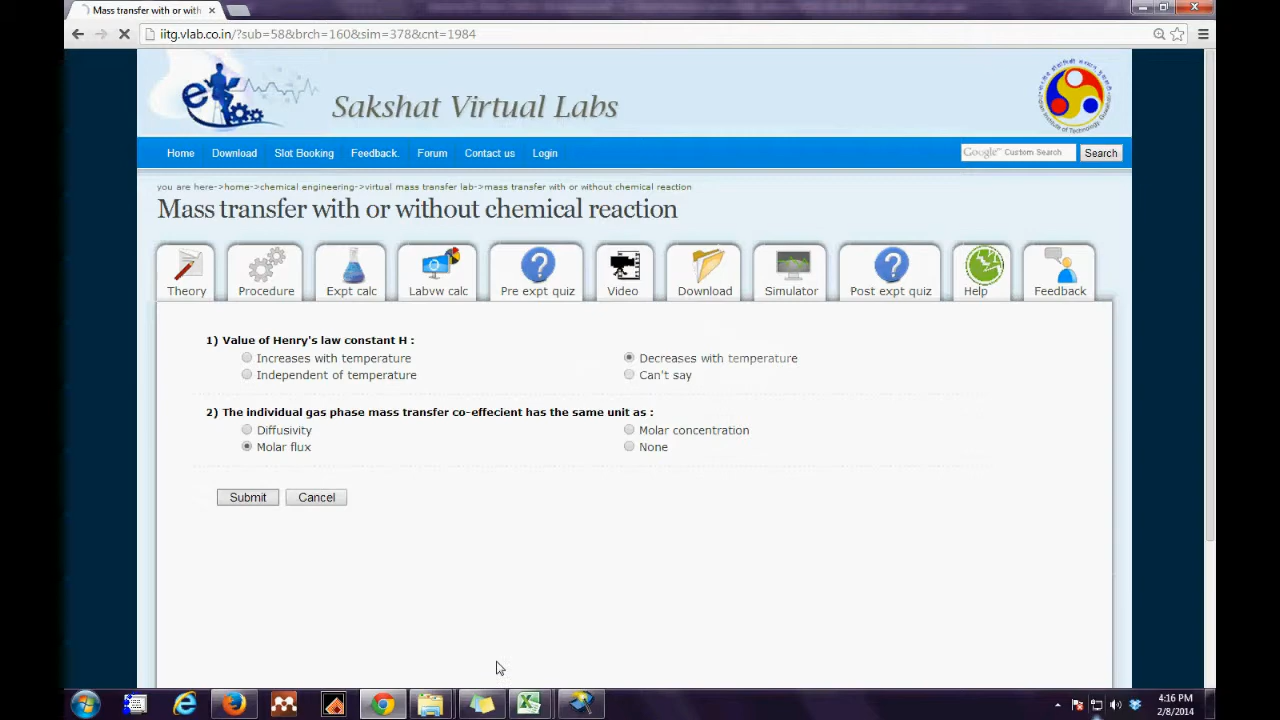 Mass transfer with or with
iitg.vlab.co.in/?sub=58&brch=160&sim=378&cnt=1984
e
Sakshat Virtual Labs
Home Download Slot Booking Feedback. Forum Contact us Login Google™ Custom Search Search
you are here->home->chemical engineering->virtual mass transfer lab->mass transfer with or without chemical reaction
Mass transfer with or without chemical reaction
Theory Procedure Expt calc Labvw calc Pre expt quiz Video Download Simulator Post expt quiz Help Feedback
1) Value of Henry's law constant H :
Increases with temperature Decreases with temperature
Independent of temperature Can't say
2) The individual gas phase mass transfer co-effecient has the same unit as :
Diffusivity Molar concentration
Molar flux None
Submit Cancel
4:16 PM
2/8/2014